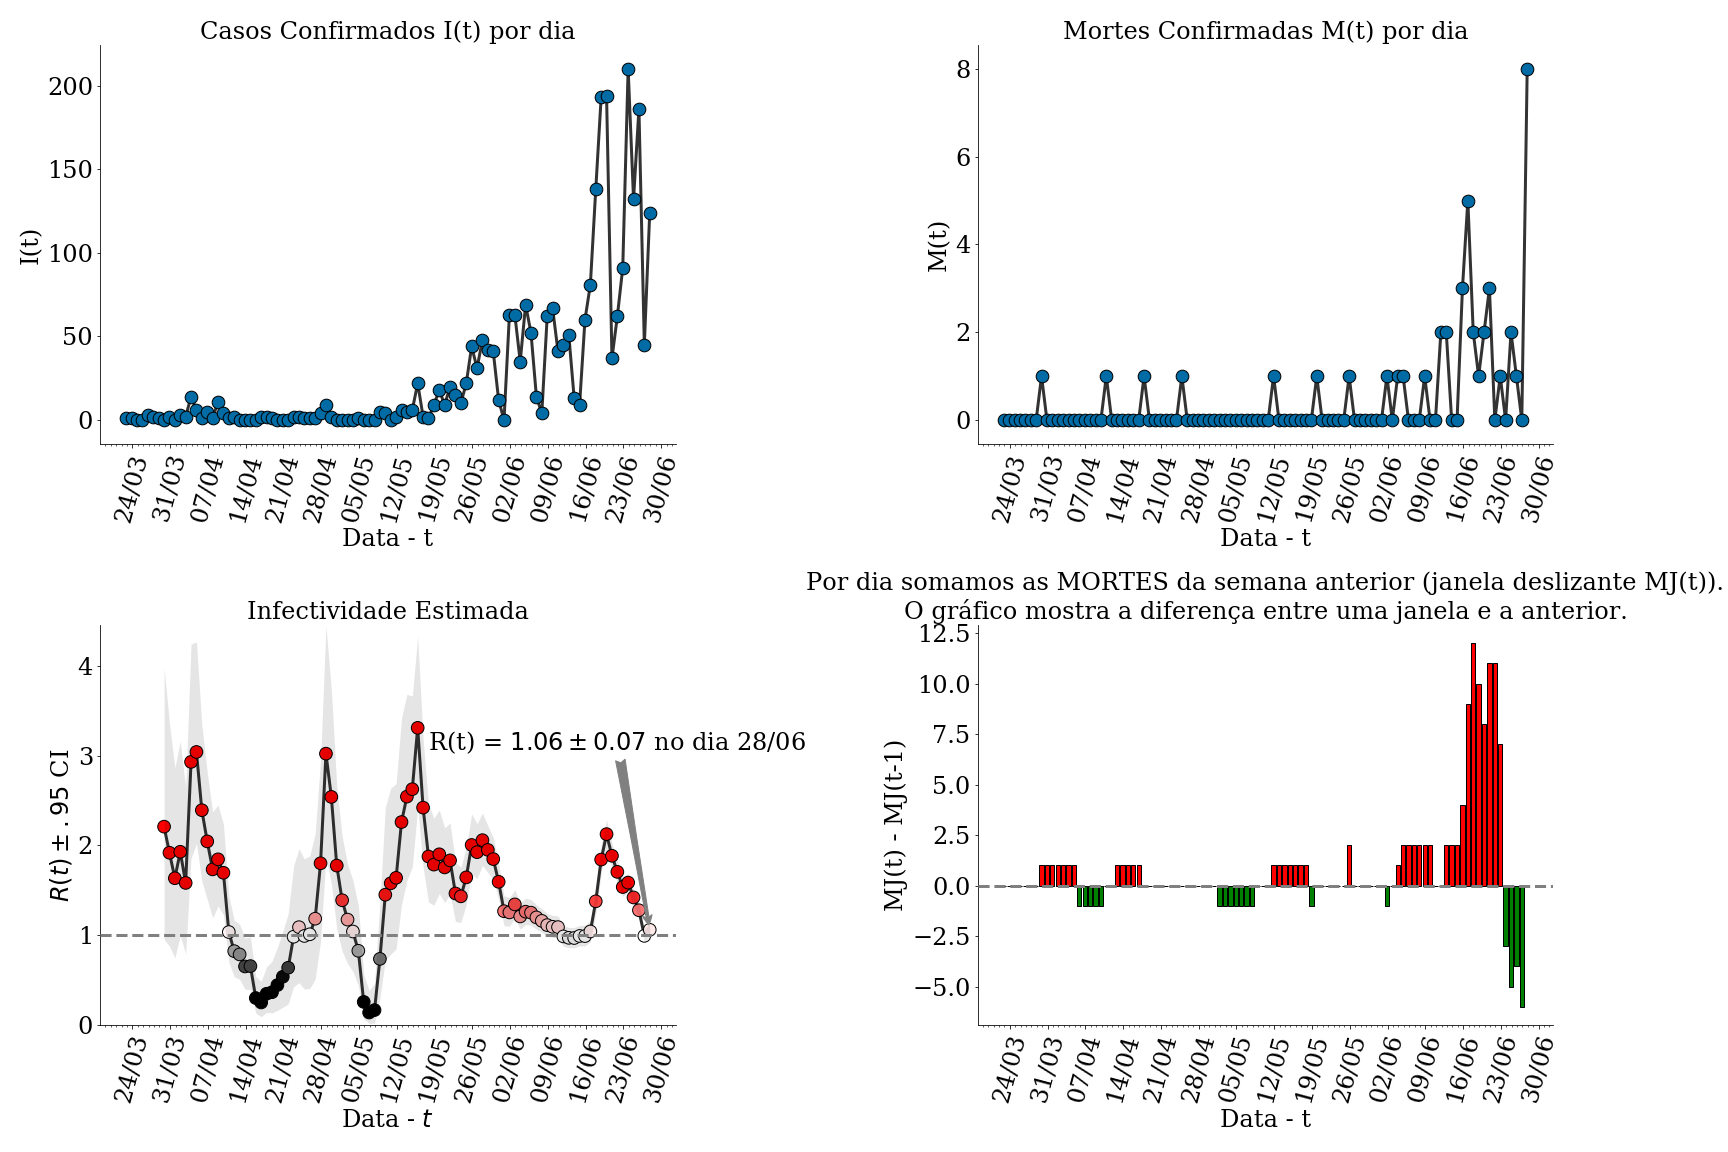 Casos Confirmados I(t) por dia
I(t)
200
150
100
50
0
24/03 31/03 07/04 14/04 21/04 28/04 05/05 12/05 19/05 26/05 02/06 09/06 16/06 23/06 30/06
Data - t
Mortes Confirmadas M(t) por dia
M(t)
8
6
4
2
0
24/03 31/03 07/04 14/04 21/04 28/04 05/05 12/05 19/05 26/05 02/06 09/06 16/06 23/06 30/06
Data - t
Infectividade Estimada
R(t) ± .95 CI
4
3
2
1
0
R(t) = 1.06 ± 0.07 no dia 28/06
24/03 31/03 07/04 14/04 21/04 28/04 05/05 12/05 19/05 26/05 02/06 09/06 16/06 23/06 30/06
Data - t
Por dia somamos as MORTES da semana anterior (janela deslizante MJ(t)).
O gráfico mostra a diferença entre uma janela e a anterior.
MJ(t) - MJ(t-1)
12.5
10.0
7.5
5.0
2.5
0.0
−2.5
−5.0
24/03 31/03 07/04 14/04 21/04 28/04 05/05 12/05 19/05 26/05 02/06 09/06 16/06 23/06 30/06
Data - t